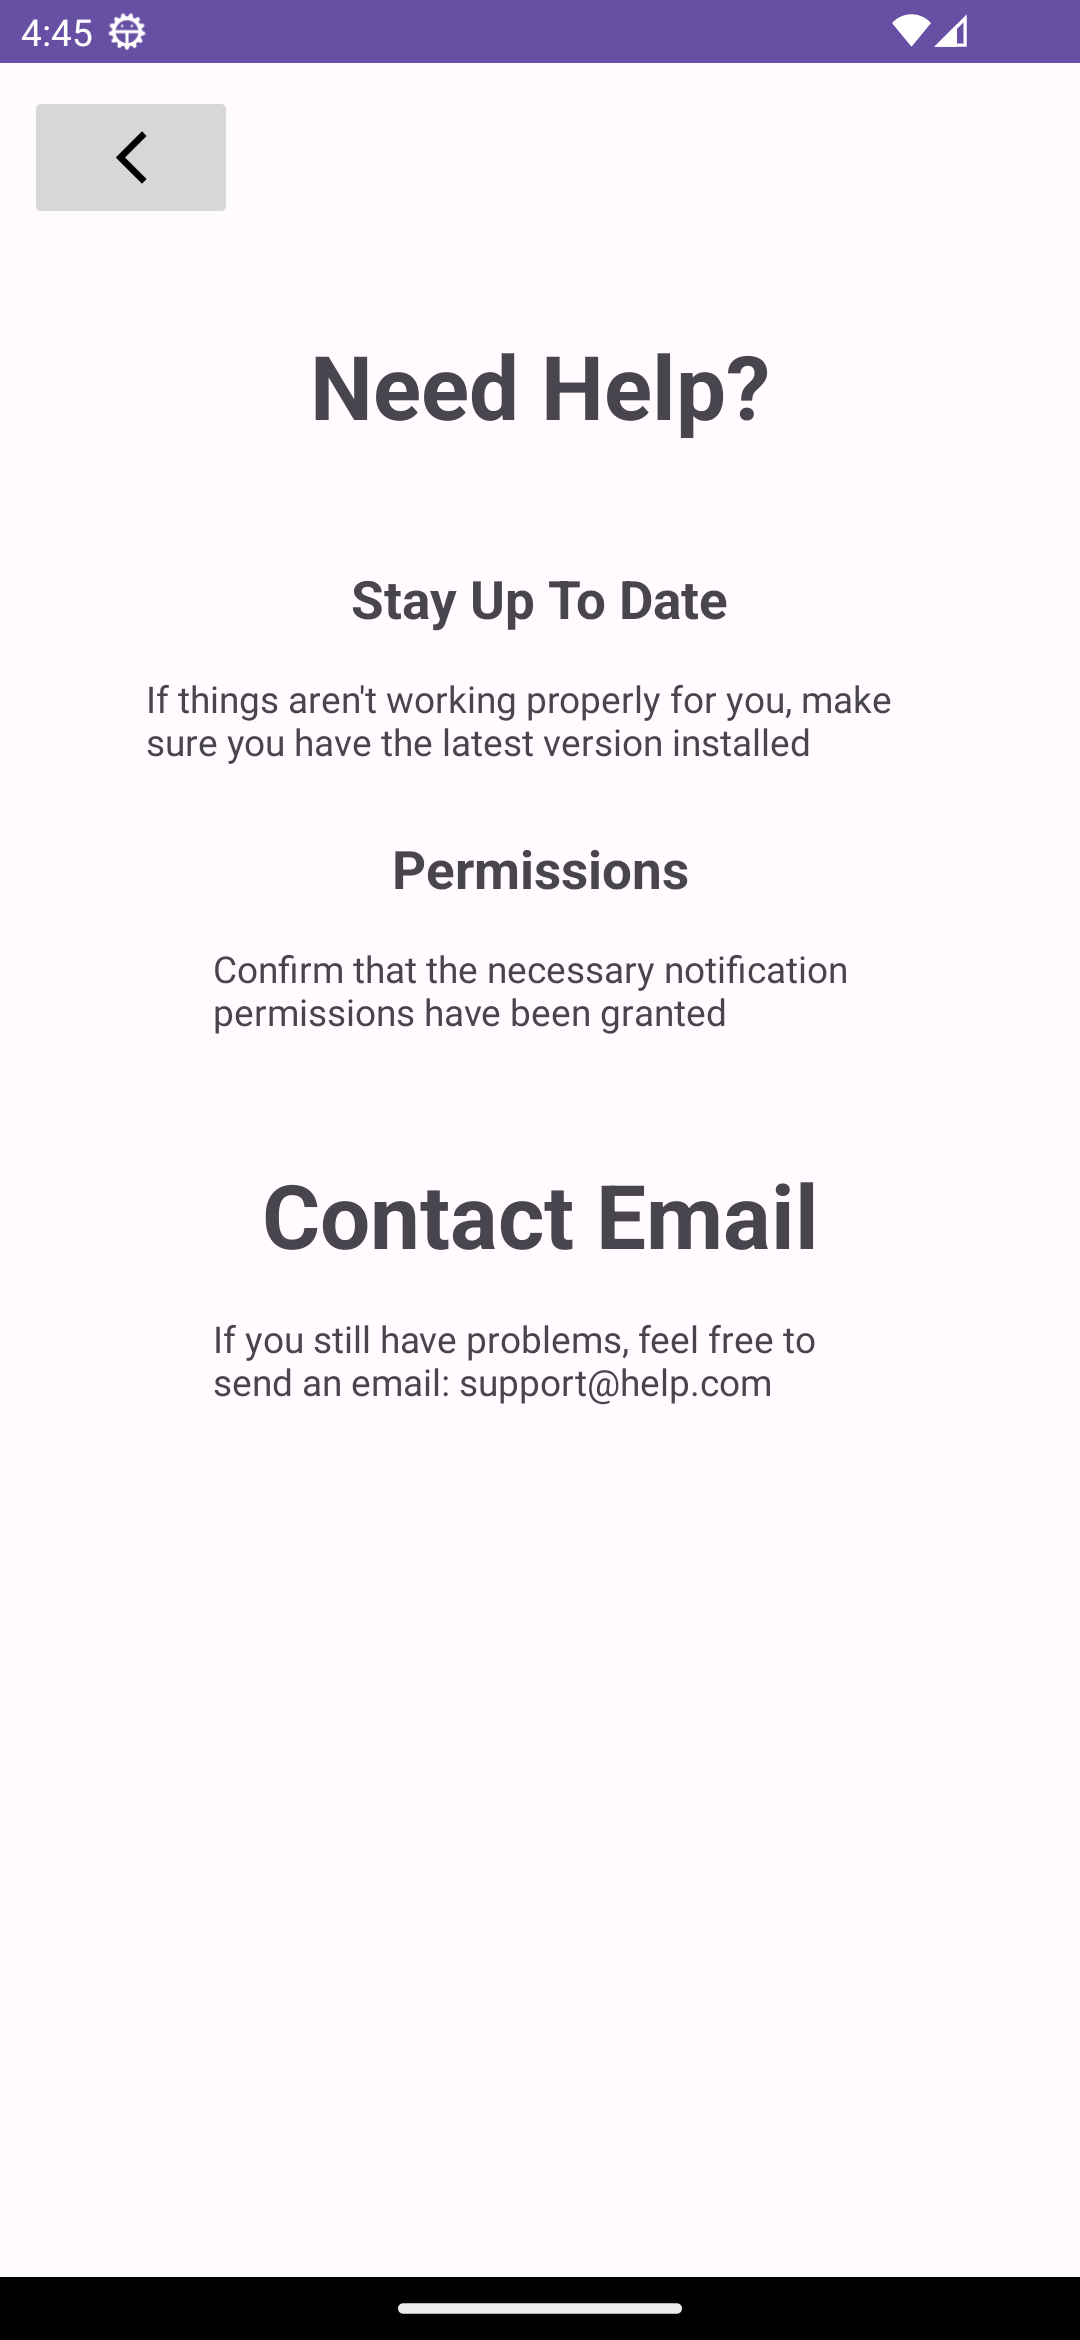 4:45
Need Help?
Stay Up To Date
If things aren't working properly for you, make
sure you have the latest version installed
Permissions
Confirm that the necessary notification
permissions have been granted
Contact Email
If you still have problems, feel free to
send an email: support@help.com